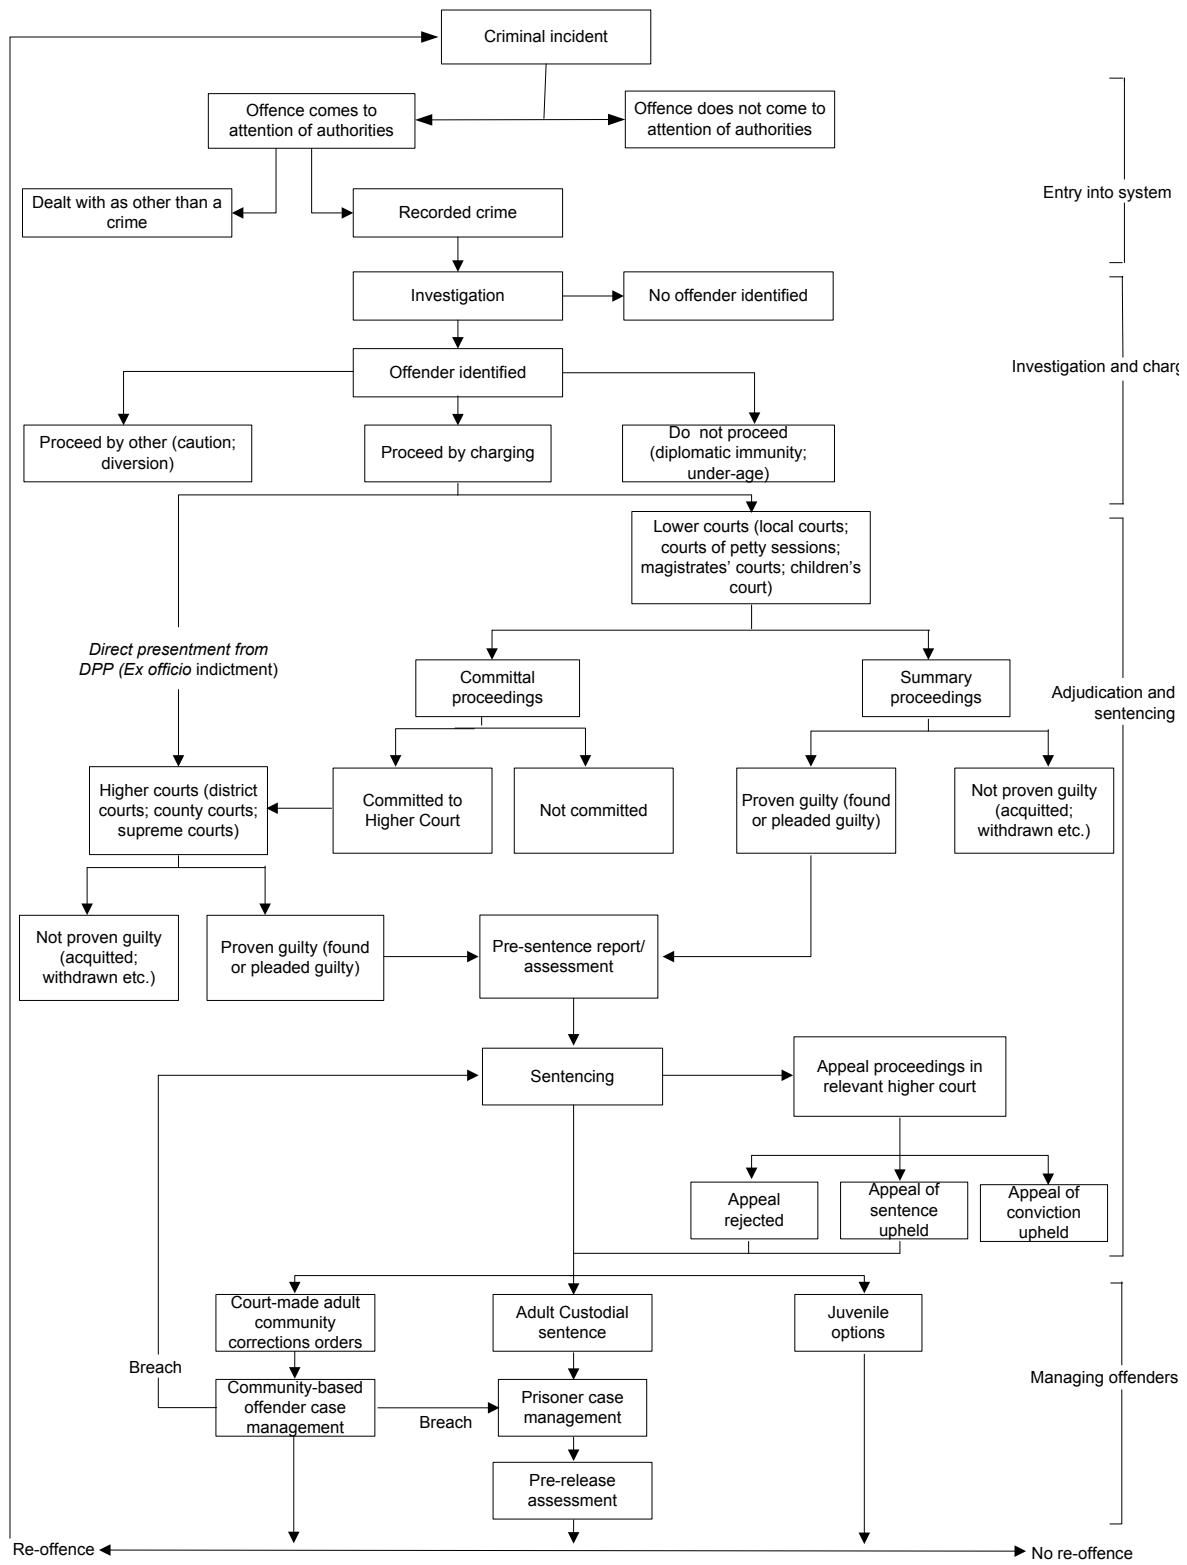 Criminal incident
Offence comes to
attention of authorities
Offence does not come to
attention of authorities
Entry into system
Dealt with as other than a
crime
Recorded crime
Investigation
No offender identified
Investigation and charg
Offender identified
Proceed by other (caution;
diversion)
Proceed by charging
Do not proceed
(diplomatic immunity;
under-age)
Lower courts (local courts;
courts of petty sessions;
magistrates' courts; children's
court)
Direct presentment from
DPP (Ex officio indictment)
Committal
proceedings
Summary
proceedings
Adjudication and
sentencing
Higher courts (district
courts; county courts;
supreme courts)
Committed to
Higher Court
Not committed
Proven guilty (found
or pleaded guilty)
Not proven guilty
(acquitted;
withdrawn etc.)
Not proven guilty
(acquitted;
withdrawn etc.)
Proven guilty (found
or pleaded guilty)
Pre-sentence report/
assessment
Sentencing
Appeal proceedings in
relevant higher court
Appeal
rejected
Appeal of
sentence
upheld
Appeal of
conviction
upheld
Court-made adult
community
corrections orders
Adult Custodial
sentence
Juvenile
options
Breach
Community-based
offender case
management
Breach
Prisoner case
management
Managing offenders
Pre-release
assessment
Re-offence
No re-offence